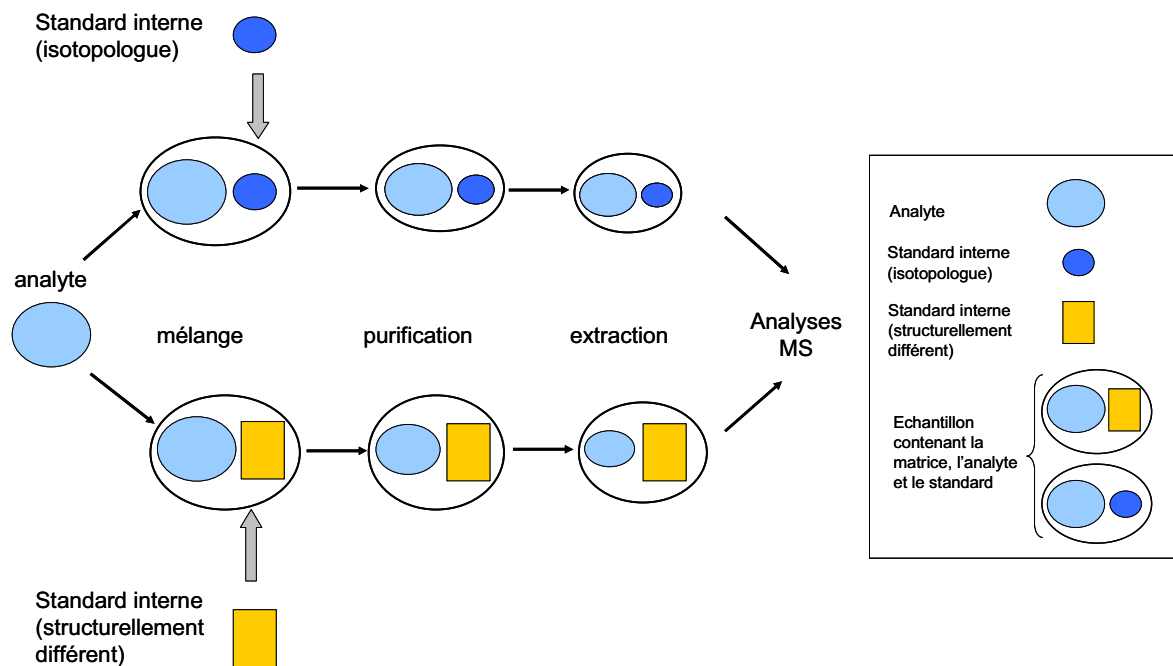 Standard interne
(isotopologue)
analyte
mélange
purification
extraction
Analyses
MS
Standard interne
(structurellement
différent)
Analyte
Standard interne
(isotopologue)
Standard interne
(structurellement
différent)
Echantillon
contenant la
matrice, l'analyte
et le standard